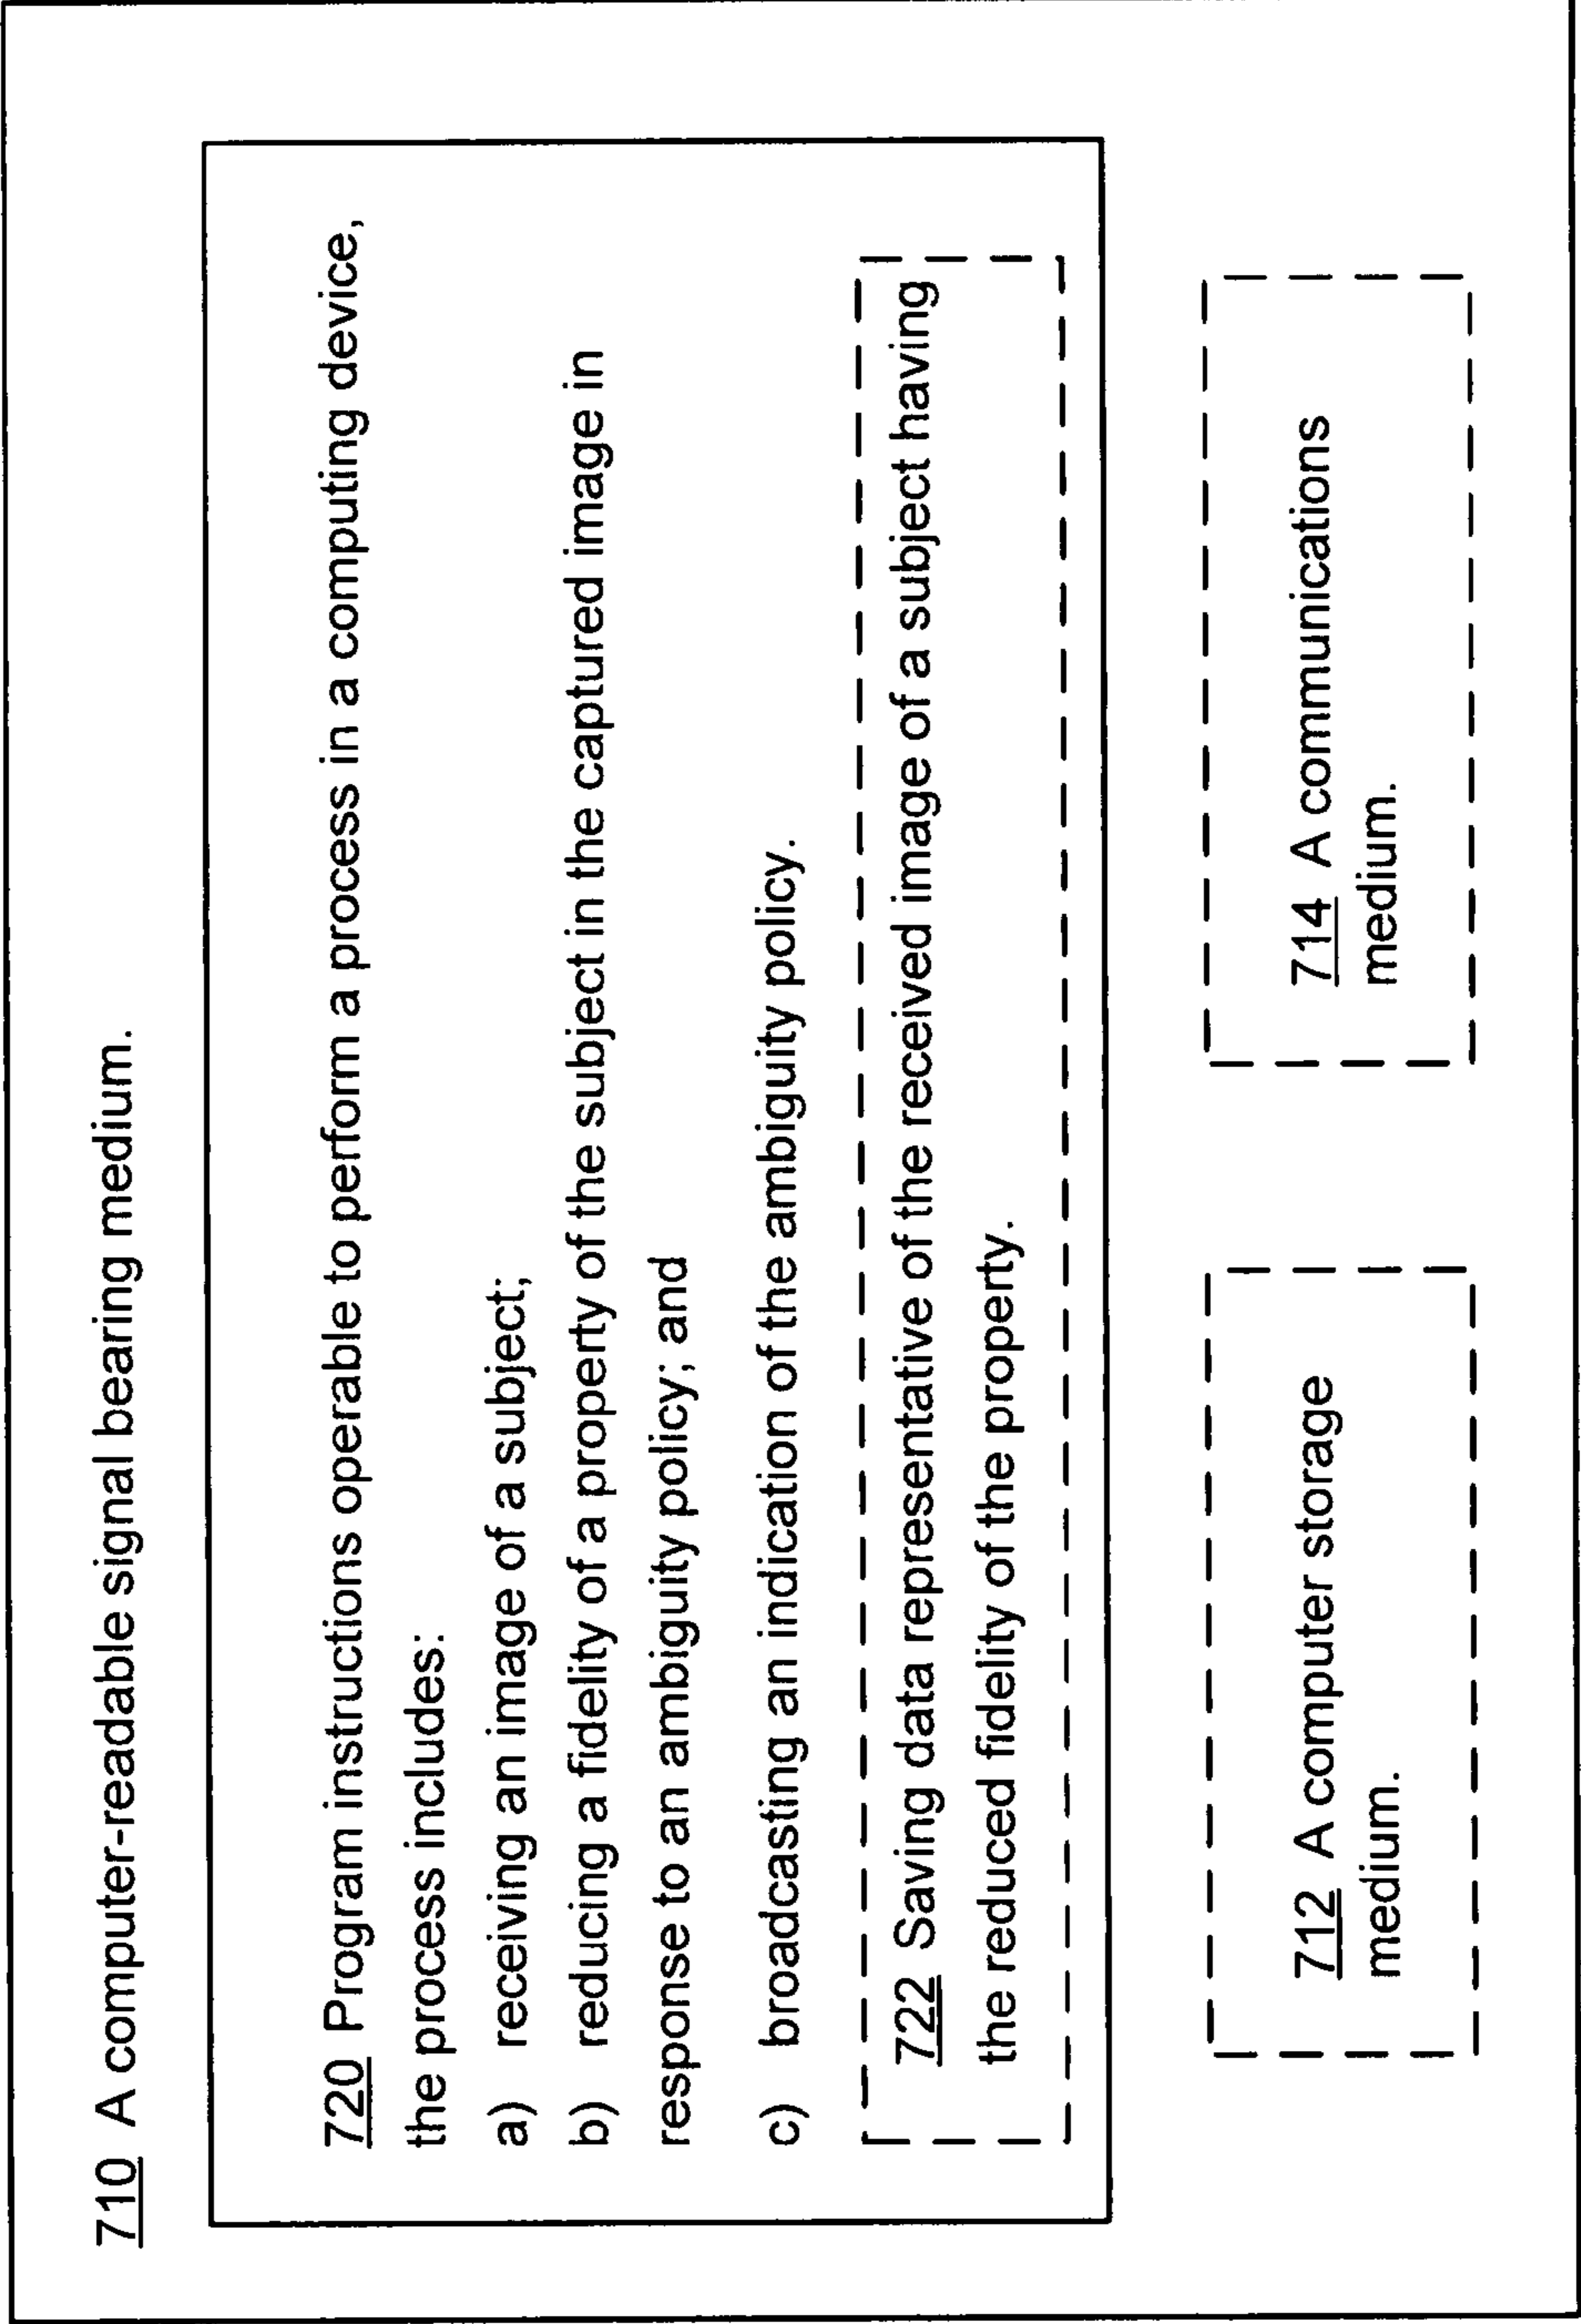 710 A computer-readable signal bearing medium.
720 Program instructions operable to perform a process in a computing device,
the process includes:
a) receiving an image of a subject;
b) reducing a fidelity of a property of the subject in the captured image in
response to an ambiguity policy; and
c) broadcasting an indication of the ambiguity policy.
722 Saving data representative of the received image of a subject having
the reduced fidelity of the property.
712 A computer storage
medium.
714 A communications
medium.